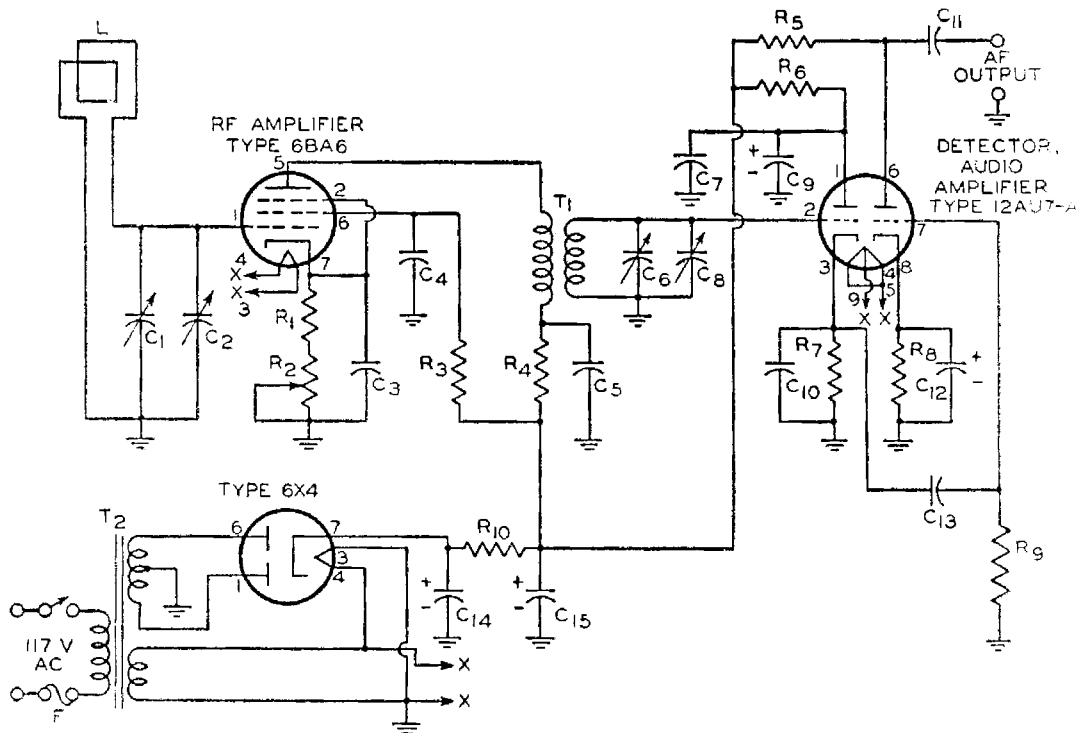 L
RF AMPLIFIER
TYPE 6BA6
5
2
6
1
4
7
X
X
3
C1
C2
R1
R2
C3
C4
R3
R4
C5
T1
C6
C8
R5
R6
C7
+
-
C9
C11
AF
OUTPUT
DETECTOR,
AUDIO
AMPLIFIER
TYPE 12AU7-A
1
6
2
7
3
4
8
9
5
X
X
R7
C10
R8
C12
+
-
C13
R9
TYPE 6X4
T2
6
7
3
4
1
R10
+
-
C14
+
-
C15
117 V
AC
F
X
X